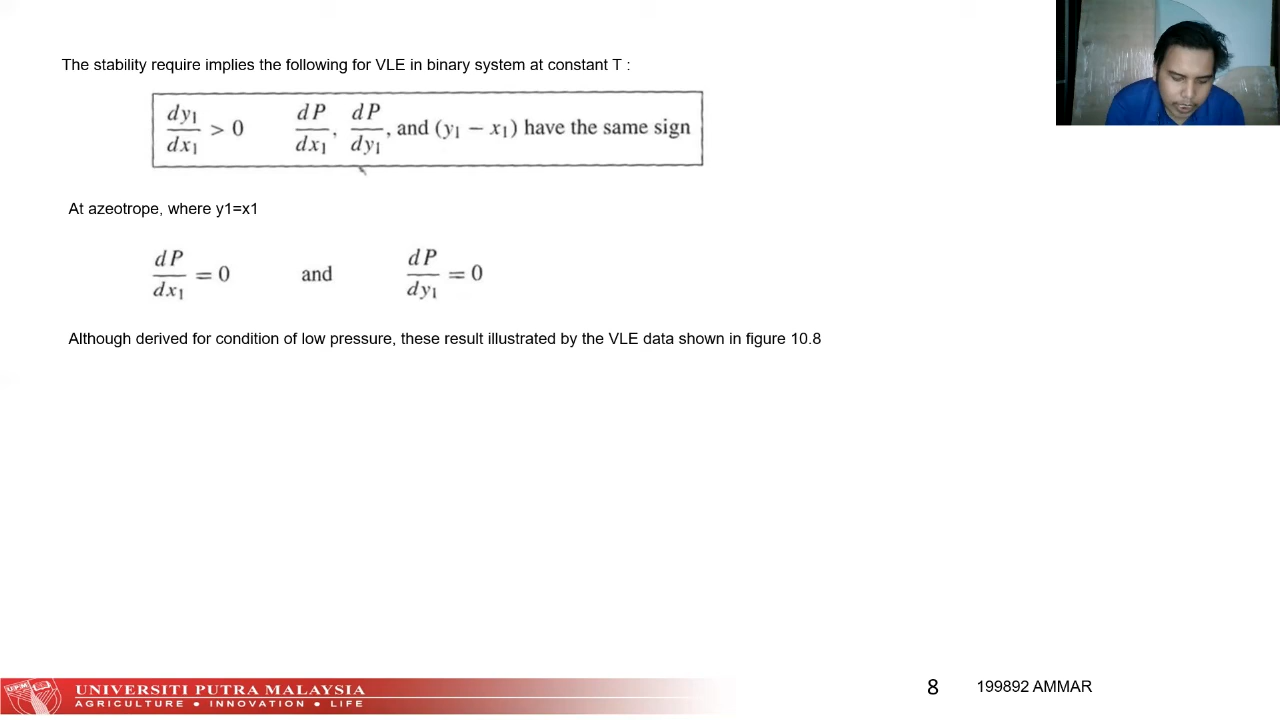 The stability require implies the following for VLE in binary system at constant T :
dy1/dx1 > 0 dP/dx1, dP/dy1, and (y1 − x1) have the same sign
At azeotrope, where y1=x1
dP/dx1 = 0 and dP/dy1 = 0
Although derived for condition of low pressure, these result illustrated by the VLE data shown in figure 10.8
UPM
UNIVERSITI PUTRA MALAYSIA
AGRICULTURE • INNOVATION • LIFE
8
199892 AMMAR